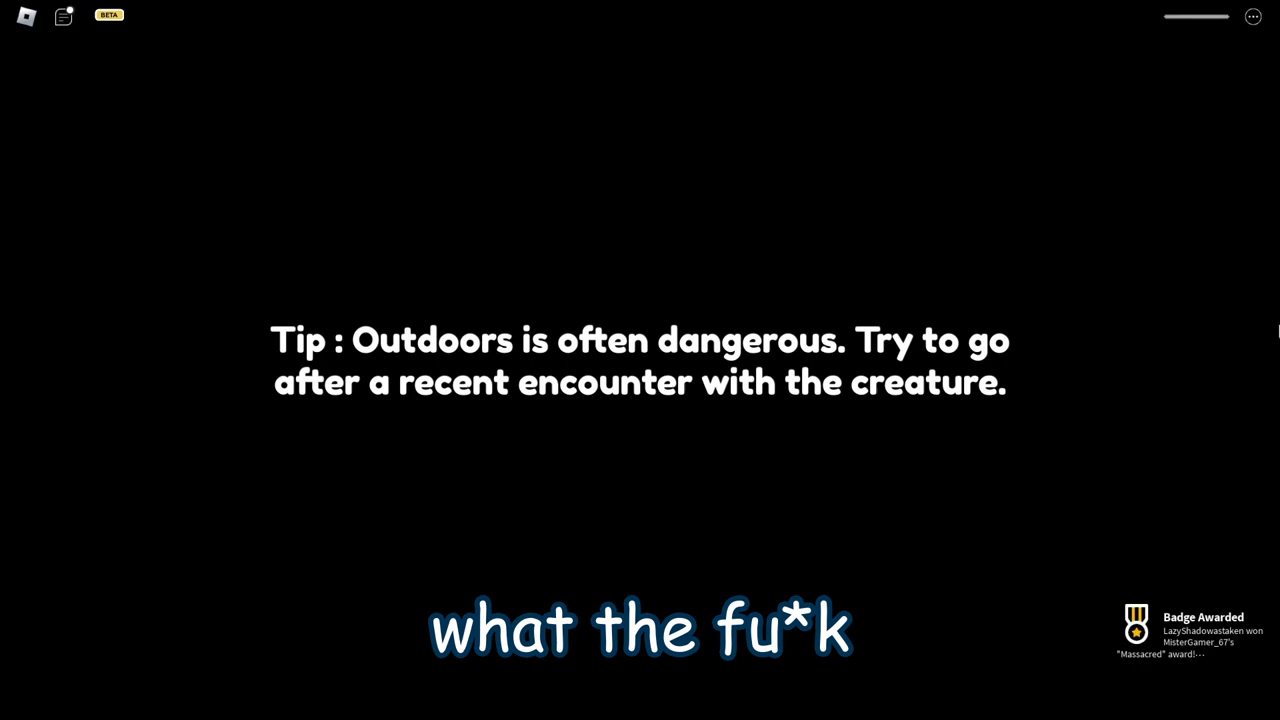 BETA
Tip : Outdoors is often dangerous. Try to go
after a recent encounter with the creature.
what the fu*k
Badge Awarded
LazyShadowastaken won
MisterGamer_67's
"Massacred" award!...